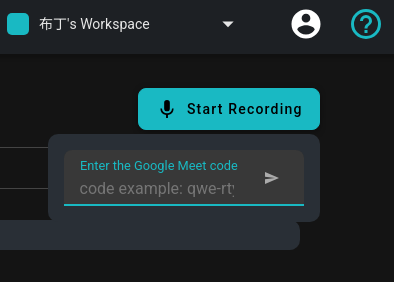 布丁's Workspace
Start Recording
Enter the Google Meet code
code example: qwe-rty